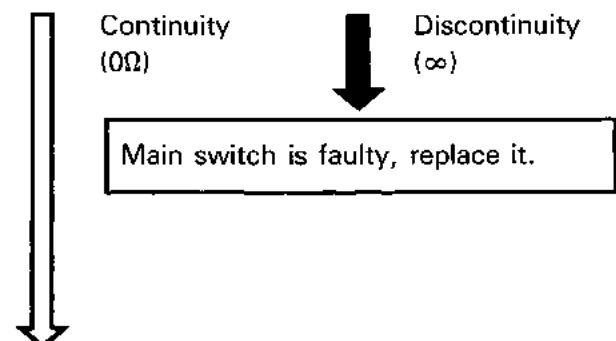 Continuity
(0Ω)
Discontinuity
(∞)
Main switch is faulty, replace it.